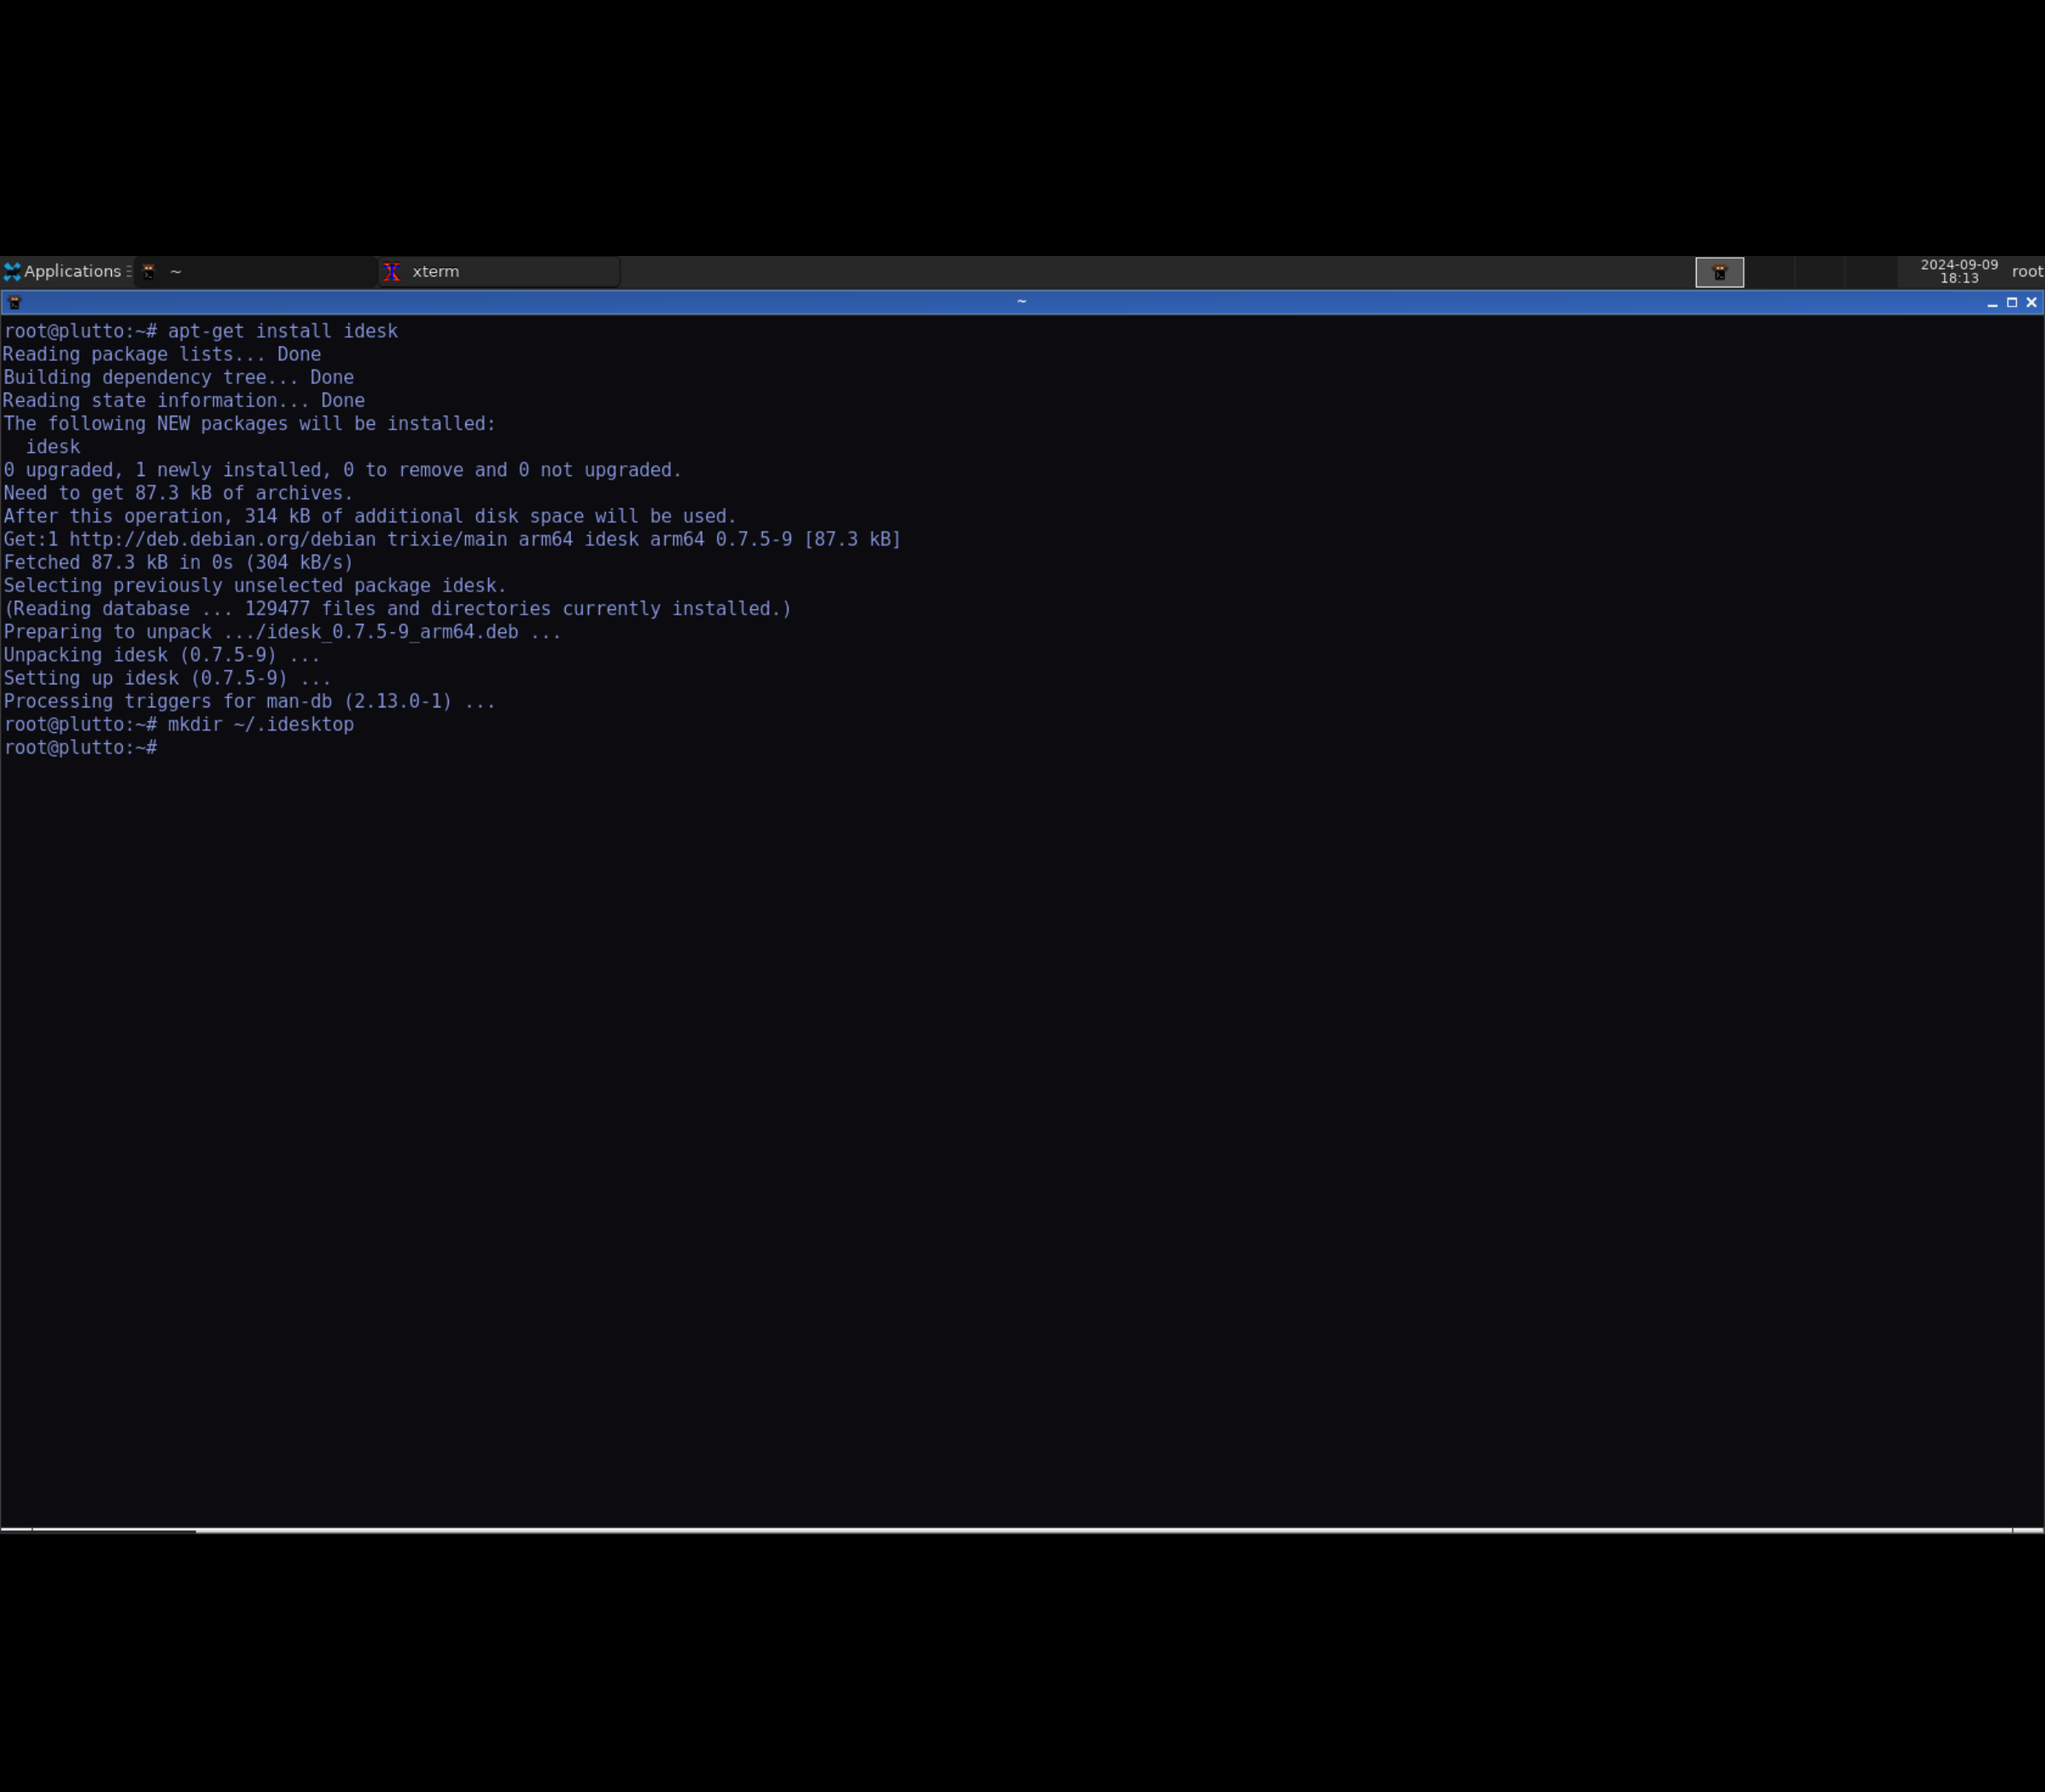 Applications ~ xterm 2024-09-09
18:13 root
~
root@plutto:~# apt-get install idesk
Reading package lists... Done
Building dependency tree... Done
Reading state information... Done
The following NEW packages will be installed:
  idesk
0 upgraded, 1 newly installed, 0 to remove and 0 not upgraded.
Need to get 87.3 kB of archives.
After this operation, 314 kB of additional disk space will be used.
Get:1 http://deb.debian.org/debian trixie/main arm64 idesk arm64 0.7.5-9 [87.3 kB]
Fetched 87.3 kB in 0s (304 kB/s)
Selecting previously unselected package idesk.
(Reading database ... 129477 files and directories currently installed.)
Preparing to unpack .../idesk_0.7.5-9_arm64.deb ...
Unpacking idesk (0.7.5-9) ...
Setting up idesk (0.7.5-9) ...
Processing triggers for man-db (2.13.0-1) ...
root@plutto:~# mkdir ~/.idesktop
root@plutto:~#